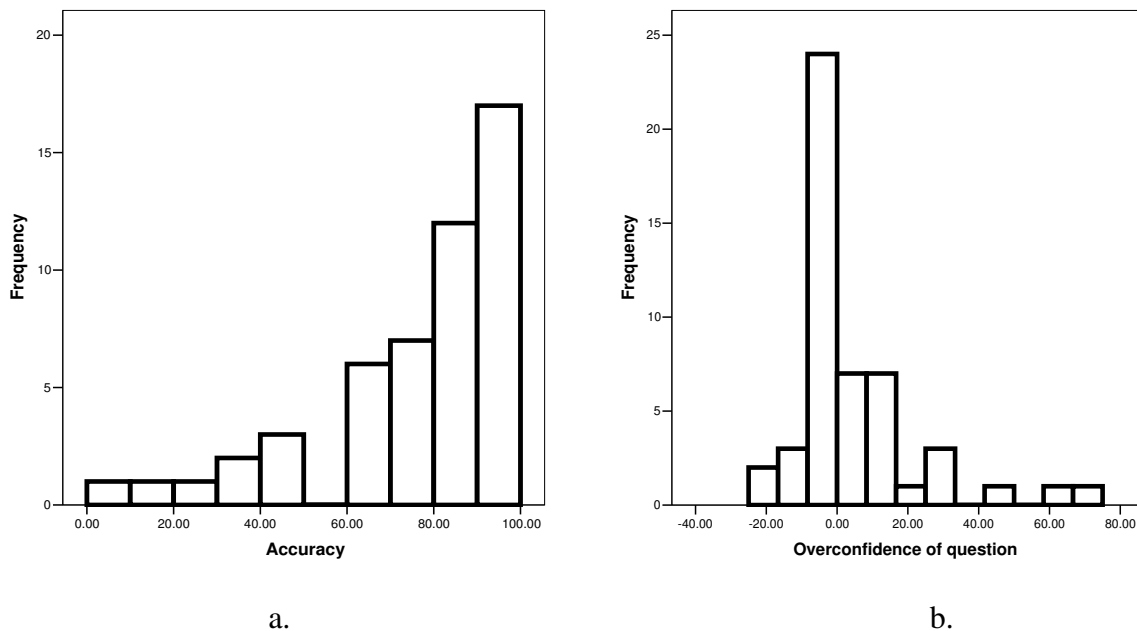 20
15
10
5
0
Frequency
0.00 20.00 40.00 60.00 80.00 100.00
Accuracy
a.
25
20
15
10
5
0
Frequency
-40.00 -20.00 0.00 20.00 40.00 60.00 80.00
Overconfidence of question
b.